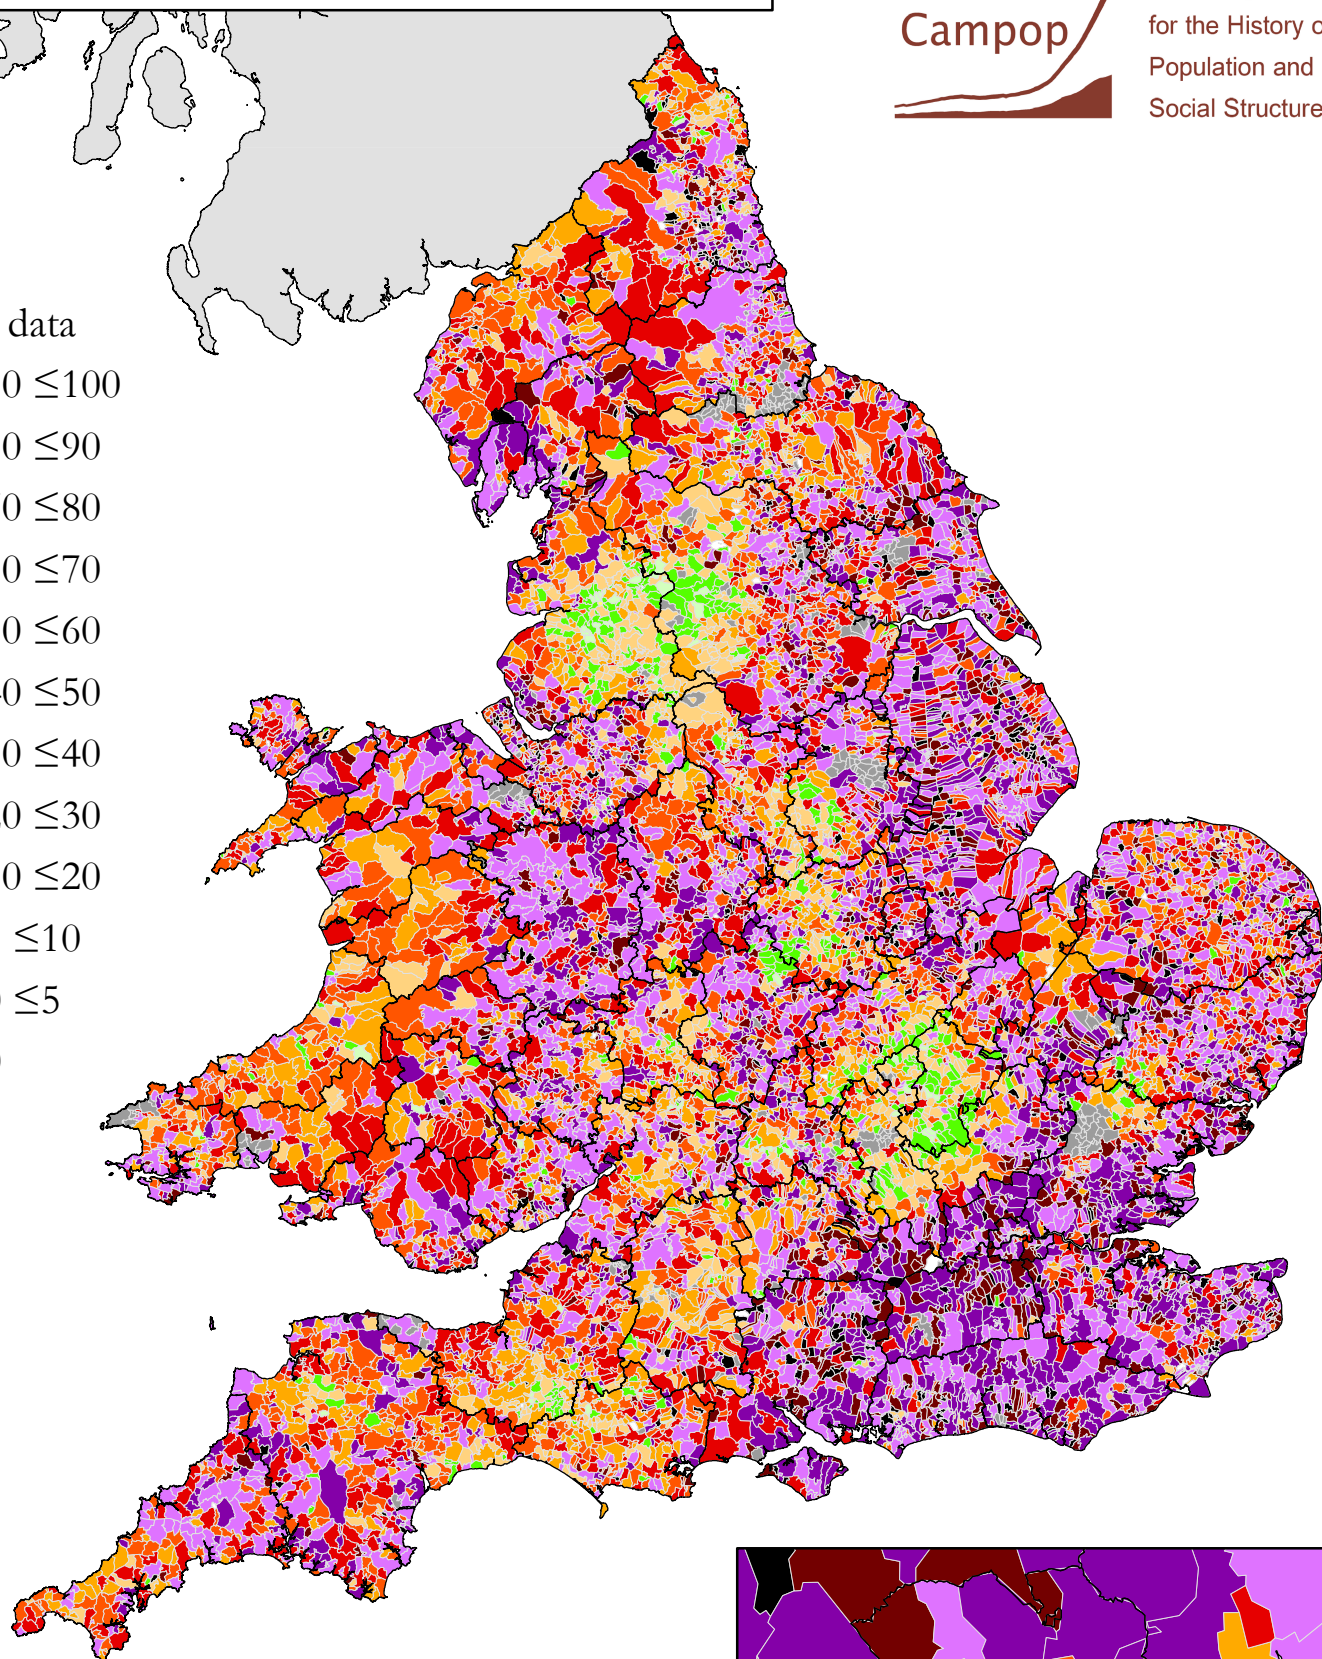 Campop
for the History o
Population and
Social Structure
data
0 ≤100
0 ≤90
0 ≤80
0 ≤70
0 ≤60
0 ≤50
0 ≤40
0 ≤30
0 ≤20
≤10
≤5